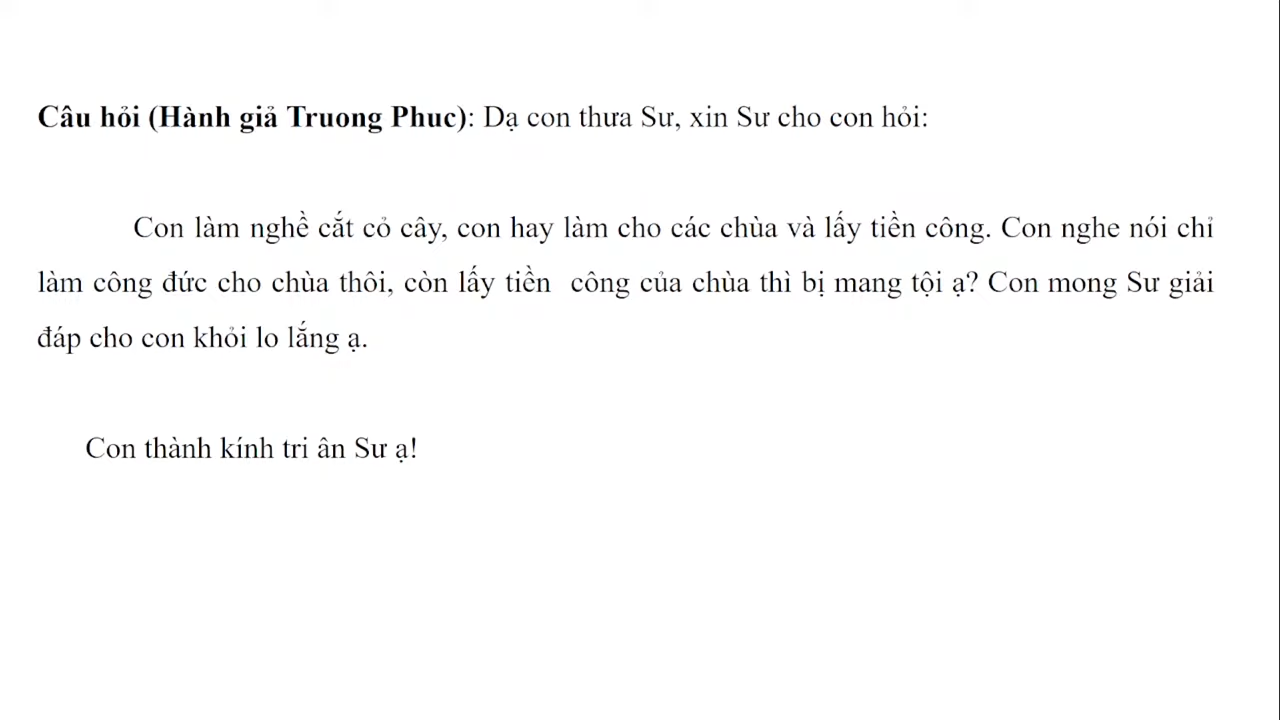 Câu hỏi (Hành giả Truong Phuc): Dạ con thưa Sư, xin Sư cho con hỏi:
Con làm nghề cắt cỏ cây, con hay làm cho các chùa và lấy tiền công. Con nghe nói chỉ
làm công đức cho chùa thôi, còn lấy tiền công của chùa thì bị mang tội ạ? Con mong Sư giải
đáp cho con khỏi lo lắng ạ.
Con thành kính tri ân Sư ạ!